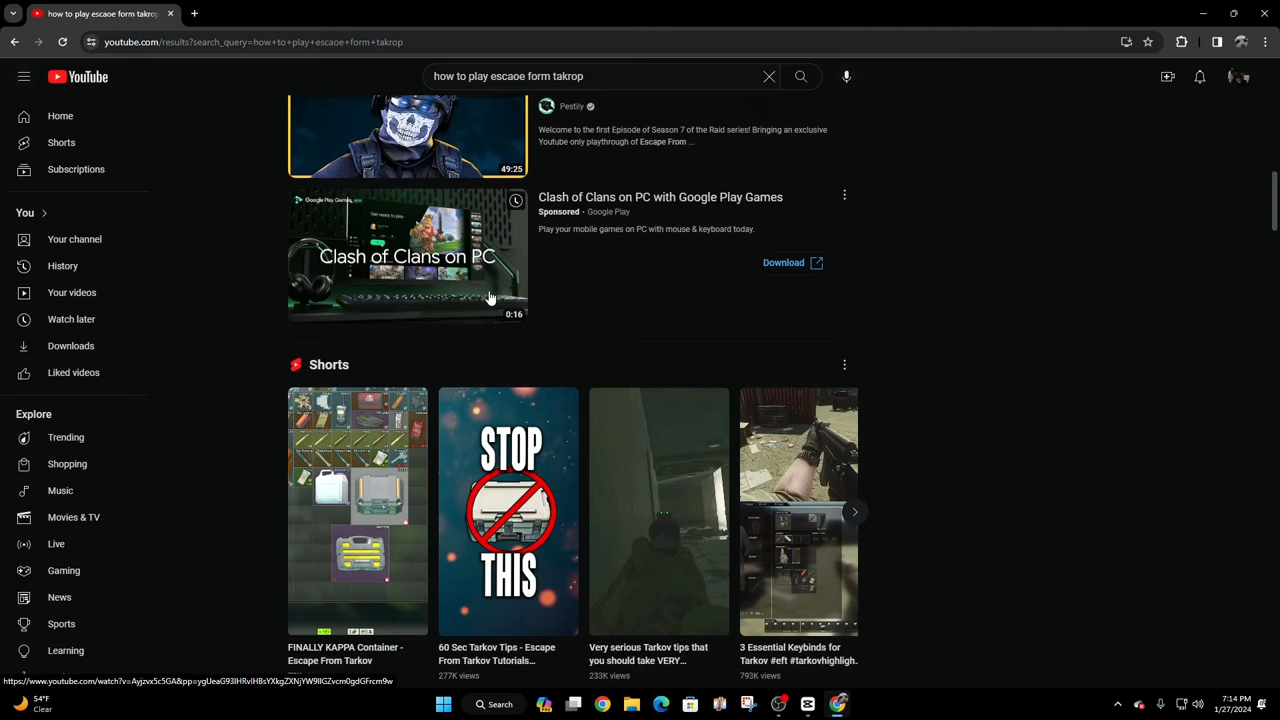 how to play escaoe form takrop
youtube.com/results?search_query=how+to+play+escaoe+form+takrop
YouTube
how to play escaoe form takrop
Home
Shorts
Subscriptions
You
Your channel
History
Your videos
Watch later
Downloads
Liked videos
Explore
Trending
Shopping
Music
Movies & TV
Live
Gaming
News
Sports
Learning
49:25
Pestily
Welcome to the first Episode of Season 7 of the Raid series! Bringing an exclusive
Youtube only playthrough of Escape From ...
Google Play Games
Clash of Clans on PC
0:16
Clash of Clans on PC with Google Play Games
Sponsored · Google Play
Play your mobile games on PC with mouse & keyboard today.
Download
Shorts
STOP
THIS
FINALLY KAPPA Container -
Escape From Tarkov
60 Sec Tarkov Tips - Escape
From Tarkov Tutorials...
277K views
Very serious Tarkov tips that
you should take VERY...
233K views
3 Essential Keybinds for
Tarkov #eft #tarkovhighligh...
793K views
54°F
Clear
Search
7:14 PM
1/27/2024